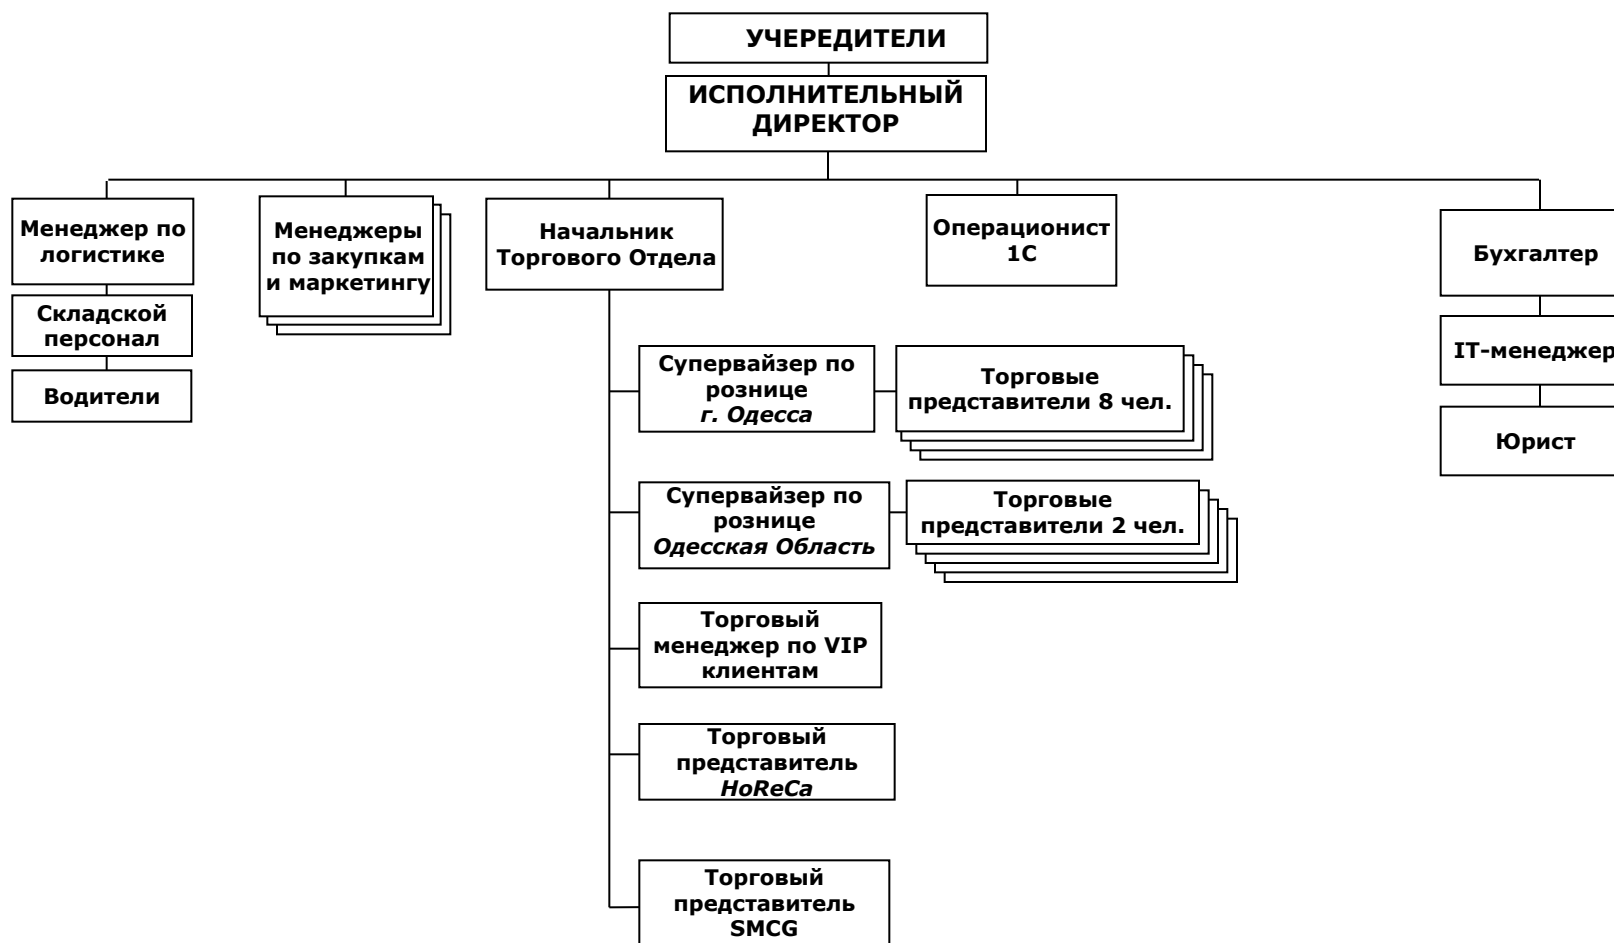 УЧЕРЕДИТЕЛИ
ИСПОЛНИТЕЛЬНЫЙ
ДИРЕКТОР
Менеджер по
логистике
Складской
персонал
Водители
Менеджеры
по закупкам
и маркетингу
Начальник
Торгового Отдела
Супервайзер по
рознице
г. Одесса
Торговые
представители 8 чел.
Супервайзер по
рознице
Одесская Область
Торговые
представители 2 чел.
Торговый
менеджер по VIP
клиентам
Торговый
представитель
HoReCa
Торговый
представитель
SMCG
Операционист
1С
Бухгалтер
IT-менеджер
Юрист